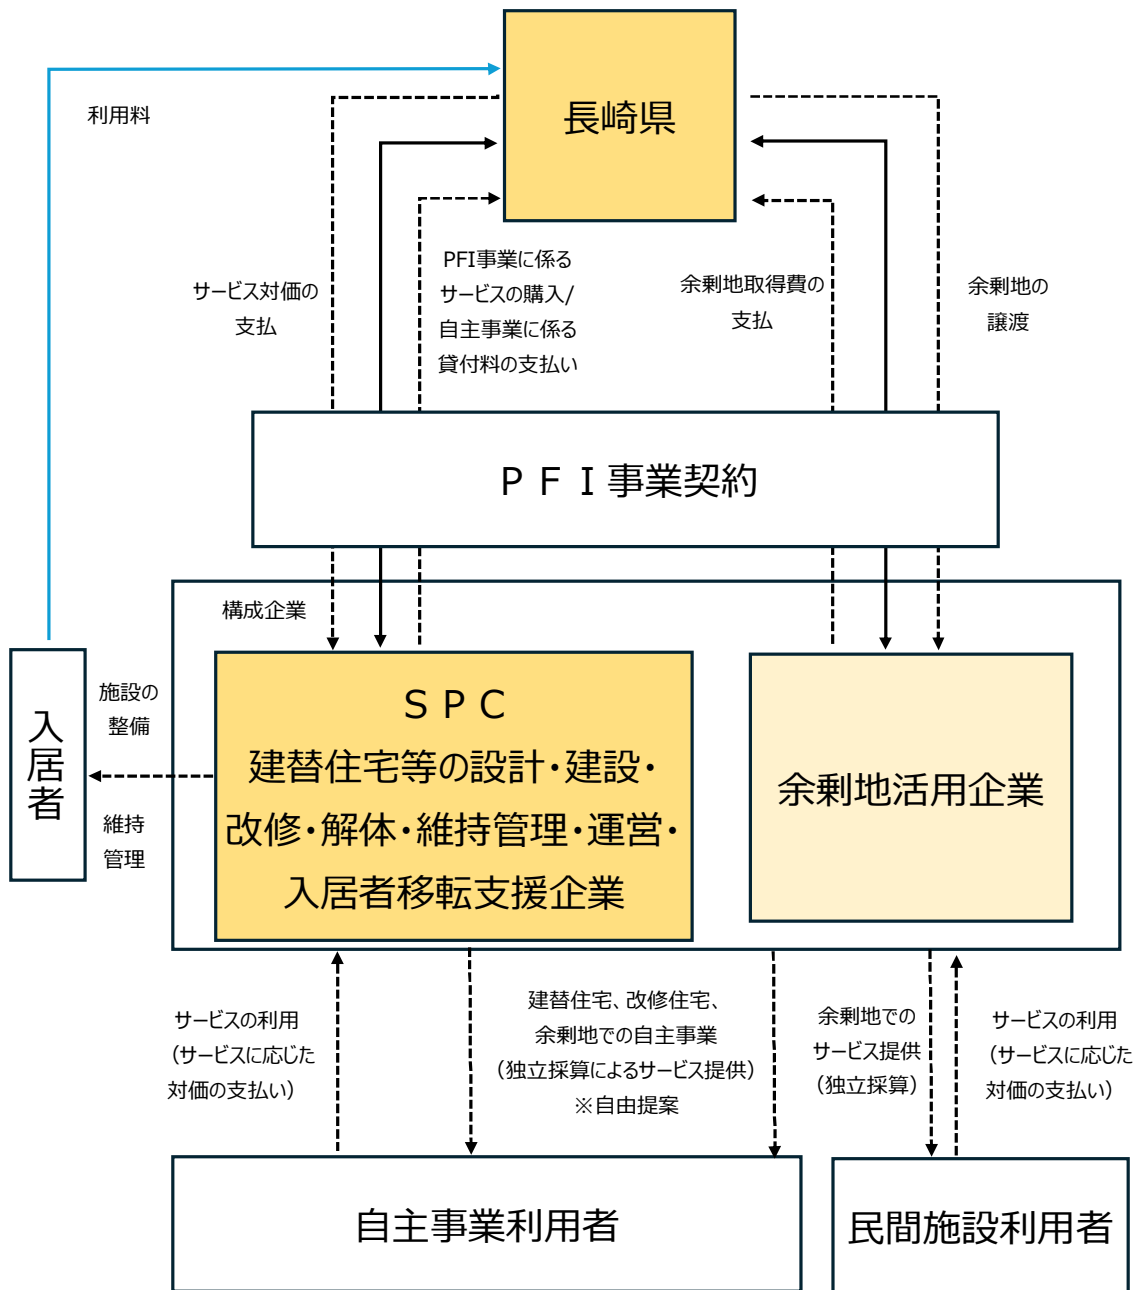 長崎県
利用料
サービス対価の
支払
PFI事業に係る
サービスの購入/
自主事業に係る
貸付料の支払い
余剰地取得費の
支払
余剰地の
譲渡
ＰＦＩ事業契約
構成企業
入居者
施設の
整備
維持
管理
ＳＰＣ
建替住宅等の設計・建設・
改修・解体・維持管理・運営・
入居者移転支援企業
余剰地活用企業
サービスの利用
（サービスに応じた
対価の支払い）
建替住宅、改修住宅、
余剰地での自主事業
（独立採算によるサービス提供）
※自由提案
余剰地での
サービス提供
（独立採算）
サービスの利用
（サービスに応じた
対価の支払い）
自主事業利用者
民間施設利用者